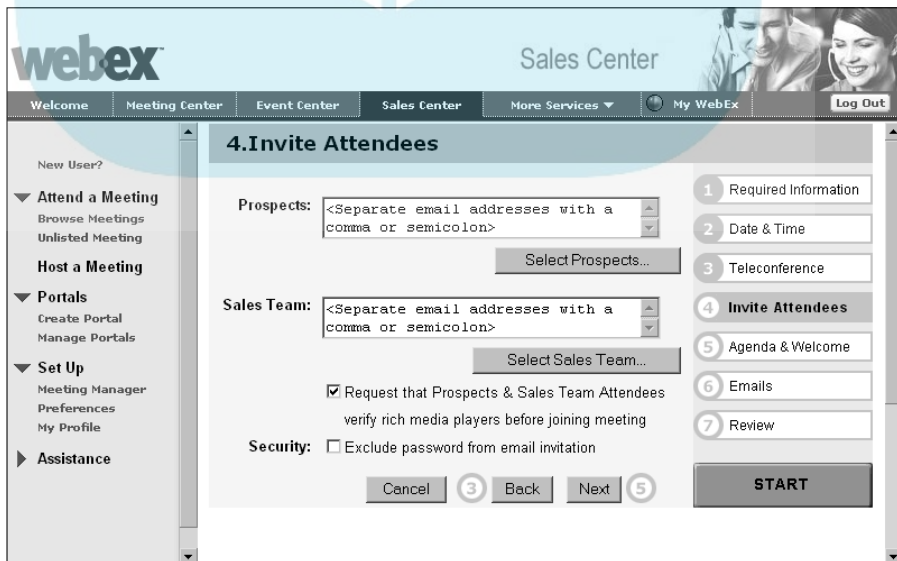 webex
Sales Center
Welcome Meeting Center Event Center Sales Center More Services ▼ My WebEx Log Out
New User?
Attend a Meeting
Browse Meetings
Unlisted Meeting
Host a Meeting
Portals
Create Portal
Manage Portals
Set Up
Meeting Manager
Preferences
My Profile
Assistance
4.Invite Attendees
Prospects:
<Separate email addresses with a
comma or semicolon>
Select Prospects...
Sales Team:
<Separate email addresses with a
comma or semicolon>
Select Sales Team...
Request that Prospects & Sales Team Attendees
verify rich media players before joining meeting
Security: Exclude password from email invitation
Cancel 3 Back Next 5
1 Required Information
2 Date & Time
3 Teleconference
4 Invite Attendees
5 Agenda & Welcome
6 Emails
7 Review
START